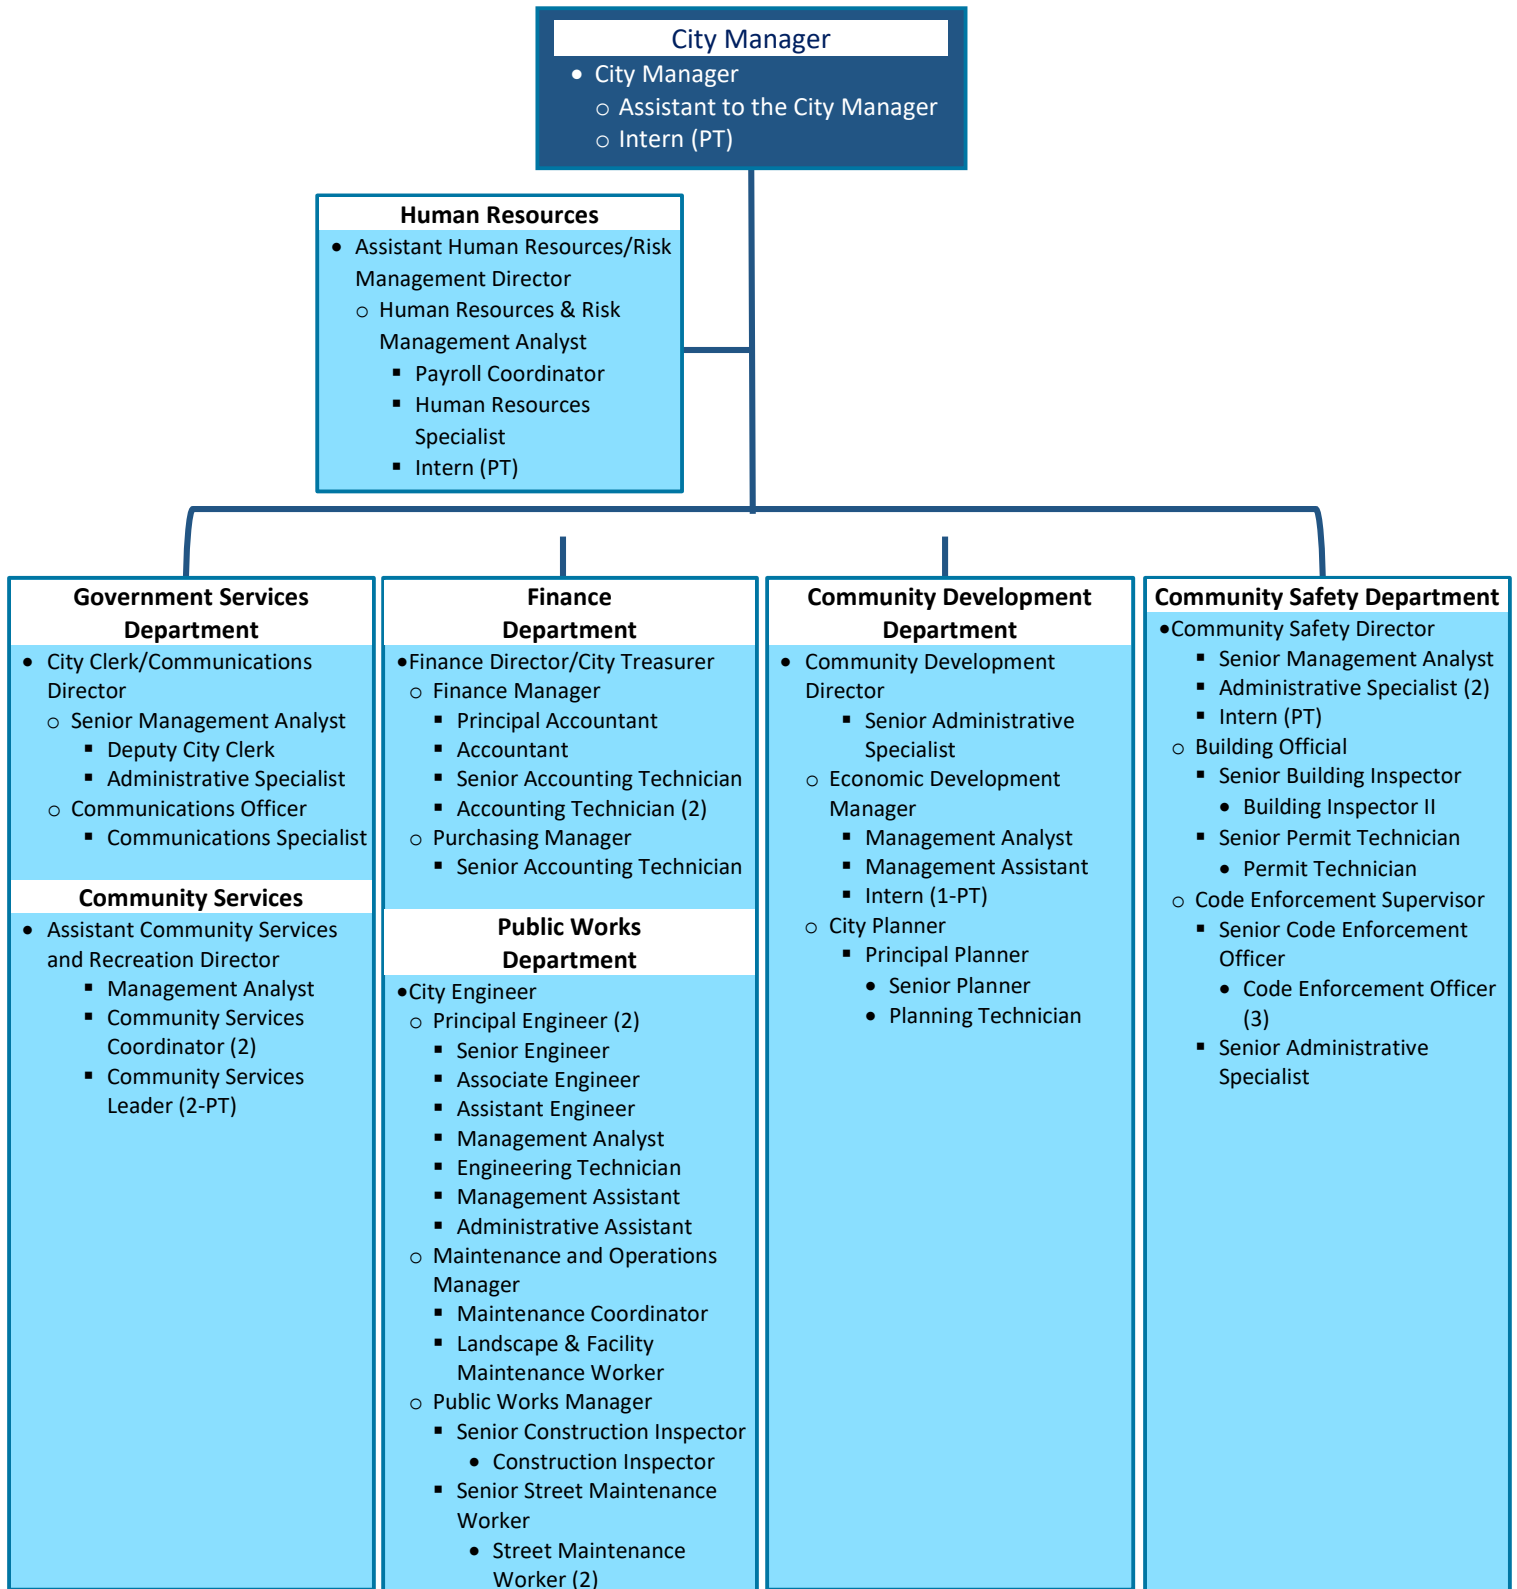 City Manager
• City Manager
o Assistant to the City Manager
o Intern (PT)
Human Resources
• Assistant Human Resources/Risk
Management Director
o Human Resources & Risk
Management Analyst
▪ Payroll Coordinator
▪ Human Resources
Specialist
▪ Intern (PT)
Government Services
Department
• City Clerk/Communications
Director
o Senior Management Analyst
▪ Deputy City Clerk
▪ Administrative Specialist
o Communications Officer
▪ Communications Specialist
Community Services
• Assistant Community Services
and Recreation Director
▪ Management Analyst
▪ Community Services
Coordinator (2)
▪ Community Services
Leader (2-PT)
Finance
Department
•Finance Director/City Treasurer
o Finance Manager
▪ Principal Accountant
▪ Accountant
▪ Senior Accounting Technician
▪ Accounting Technician (2)
o Purchasing Manager
▪ Senior Accounting Technician
Public Works
Department
•City Engineer
o Principal Engineer (2)
▪ Senior Engineer
▪ Associate Engineer
▪ Assistant Engineer
▪ Management Analyst
▪ Engineering Technician
▪ Management Assistant
▪ Administrative Assistant
o Maintenance and Operations
Manager
▪ Maintenance Coordinator
▪ Landscape & Facility
Maintenance Worker
o Public Works Manager
▪ Senior Construction Inspector
• Construction Inspector
▪ Senior Street Maintenance
Worker
• Street Maintenance
Worker (2)
Community Development
Department
• Community Development
Director
▪ Senior Administrative
Specialist
o Economic Development
Manager
▪ Management Analyst
▪ Management Assistant
▪ Intern (1-PT)
o City Planner
▪ Principal Planner
• Senior Planner
• Planning Technician
Community Safety Department
•Community Safety Director
▪ Senior Management Analyst
▪ Administrative Specialist (2)
▪ Intern (PT)
o Building Official
▪ Senior Building Inspector
• Building Inspector II
▪ Senior Permit Technician
• Permit Technician
o Code Enforcement Supervisor
▪ Senior Code Enforcement
Officer
• Code Enforcement Officer
(3)
▪ Senior Administrative
Specialist